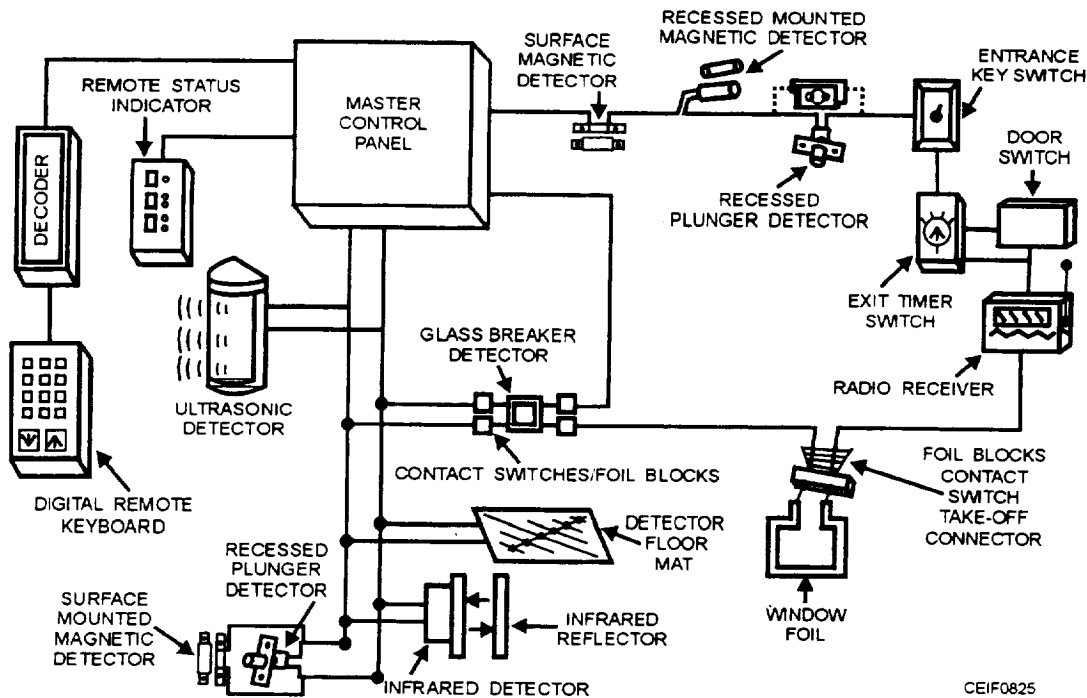 RECESSED MOUNTED
MAGNETIC DETECTOR
SURFACE
MAGNETIC
DETECTOR
ENTRANCE
KEY SWITCH
REMOTE STATUS
INDICATOR
MASTER
CONTROL
PANEL
DOOR
SWITCH
DECODER
RECESSED
PLUNGER DETECTOR
EXIT TIMER
SWITCH
GLASS BREAKER
DETECTOR
RADIO RECEIVER
ULTRASONIC
DETECTOR
CONTACT SWITCHES/FOIL BLOCKS
FOIL BLOCKS
CONTACT
SWITCH
TAKE-OFF
CONNECTOR
DIGITAL REMOTE
KEYBOARD
DETECTOR
FLOOR
MAT
RECESSED
PLUNGER
DETECTOR
SURFACE
MOUNTED
MAGNETIC
DETECTOR
INFRARED
REFLECTOR
WINDOW
FOIL
INFRARED DETECTOR
CEIF0825